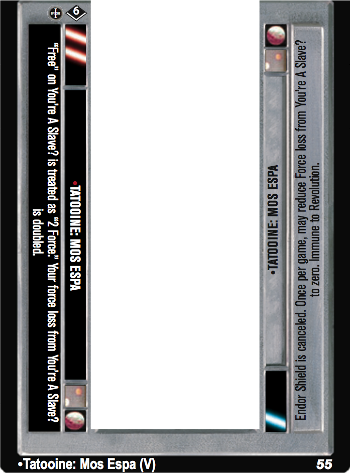 6
"Free" on You're A Slave? is treated as "2 Force." Your force loss from You're A Slave?
is doubled.
•TATOOINE: MOS ESPA
•TATOOINE: MOS ESPA
Endor Shield is canceled. Once per game, may reduce Force loss from You're A Slave?
to zero. Immune to Revolution.
•Tatooine: Mos Espa (V) 55